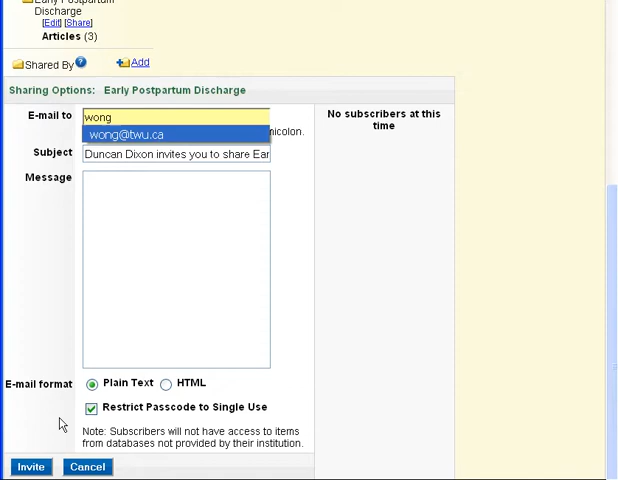 Early Postpartum
Discharge
[Edit] [Share]
Articles (3)
Shared By ? Add
Sharing Options: Early Postpartum Discharge
E-mail to wong
wong@twu.ca
micolon.
Subject Duncan Dixon invites you to share Ear
Message
No subscribers at this
time
E-mail format Plain Text HTML
Restrict Passcode to Single Use
Note: Subscribers will not have access to items
from databases not provided by their institution.
Invite Cancel